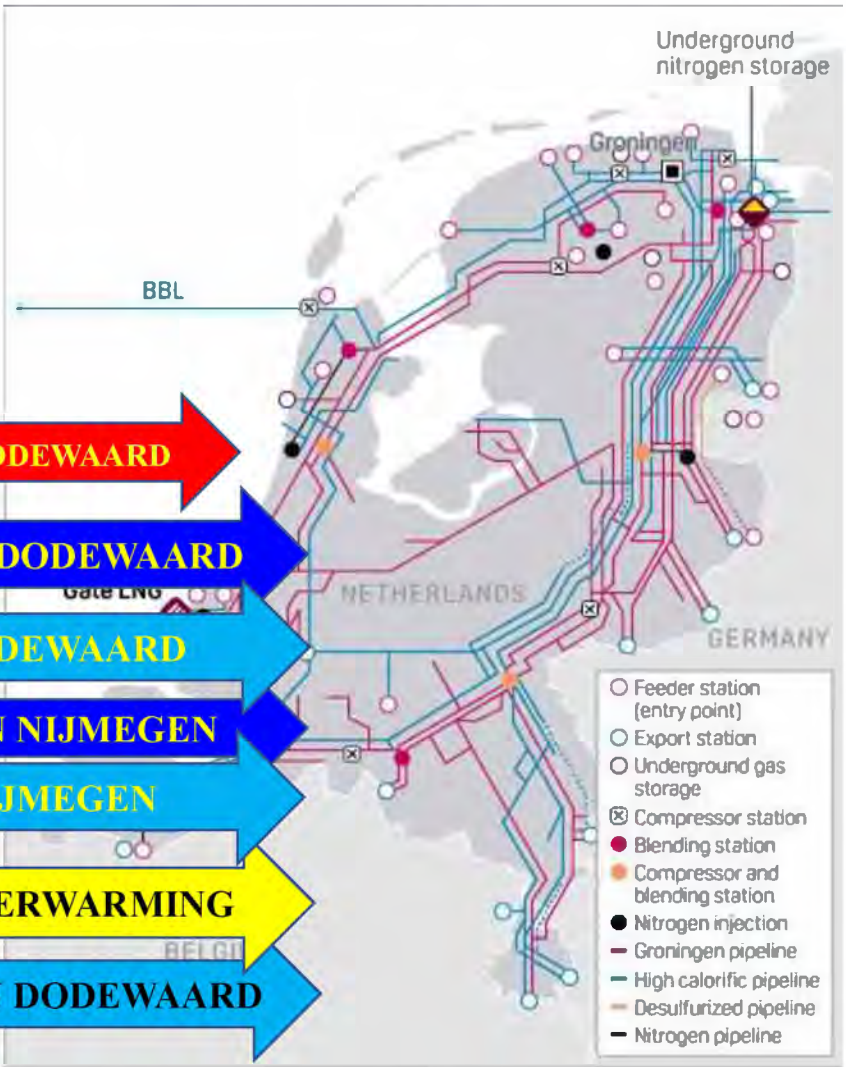 Underground
nitrogen storage
Groningen
BBL
ODEWAARD
DODEWAARD
Gate LNG
NETHERLANDS
DEWAARD
GERMANY
N NIJMEGEN
JMEGEN
ERWARMING
BELGI
DODEWAARD
Feeder station
(entry point)
Export station
Underground gas
storage
Compressor station
Blending station
Compressor and
blending station
Nitrogen injection
Groningen pipeline
High calorific pipeline
Desulfurized pipeline
Nitrogen pipeline